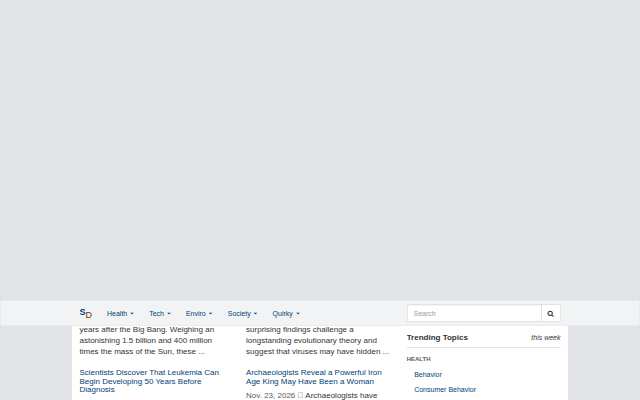 SD Health Tech Enviro Society Quirky Search
years after the Big Bang. Weighing an
astonishing 1.5 billion and 400 million
times the mass of the Sun, these ...
Scientists Discover That Leukemia Can
Begin Developing 50 Years Before
Diagnosis
surprising findings challenge a
longstanding evolutionary theory and
suggest that viruses may have hidden ...
Archaeologists Reveal a Powerful Iron
Age King May Have Been a Woman
Nov. 23, 2026 Archaeologists have
Trending Topics this week
HEALTH
Behavior
Consumer Behavior